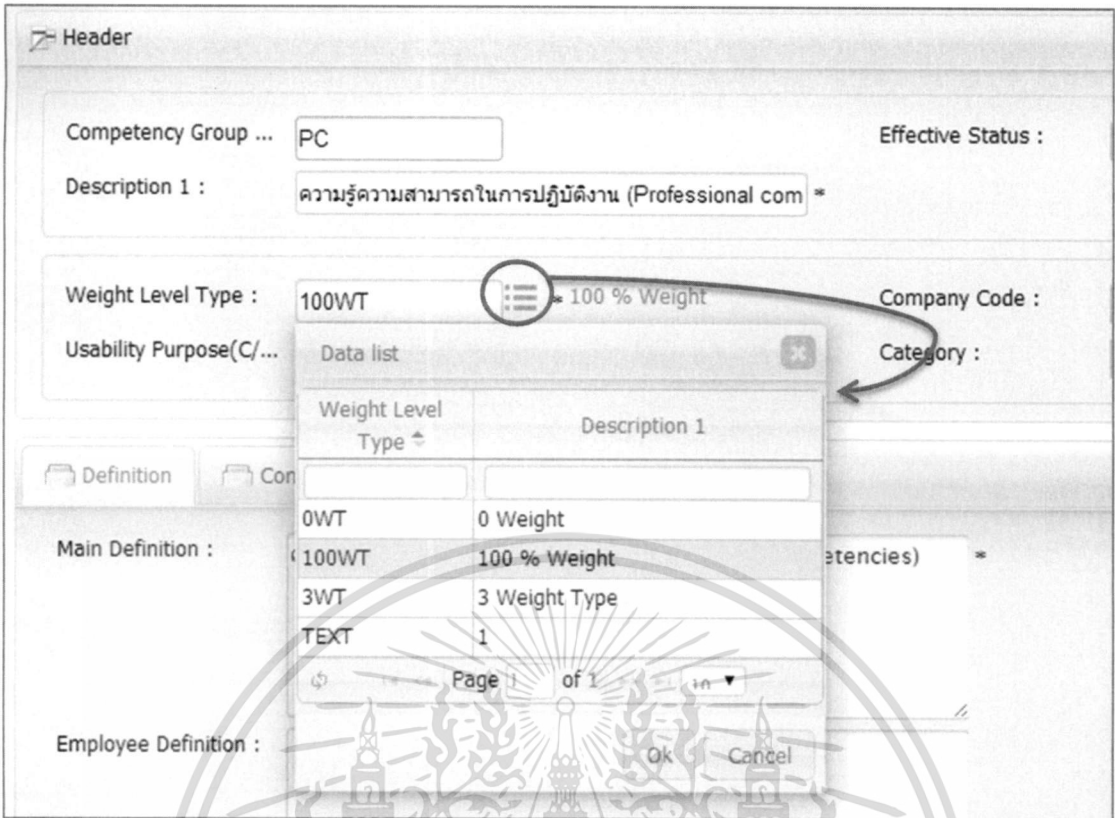 Header
Competency Group ... PC Effective Status :
Description 1 : ความรู้ความสามารถในการปฏิบัติงาน (Professional com *
Weight Level Type : 100WT * 100 % Weight Company Code :
Usability Purpose(C/... Category :
Data list
Weight Level Type Description 1
Definition Con
0WT 0 Weight
Main Definition : 100WT 100 % Weight etencies) *
3WT 3 Weight Type
TEXT 1
Page 1 of 1 10
Employee Definition :
Ok Cancel